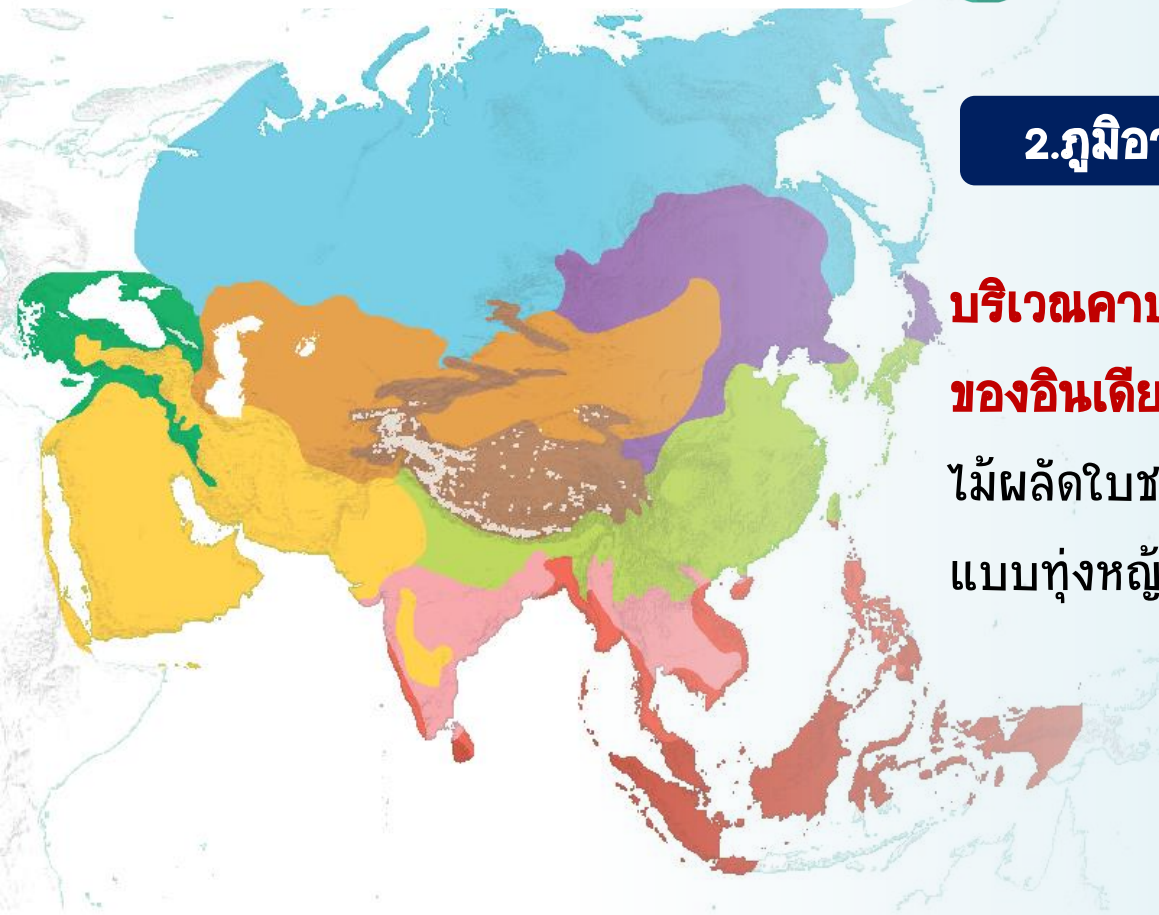 2.ภูมิอา
บริเวณคาบ
ของอินเดีย
ไม้ผลัดใบช
แบบทุ่งหญ้